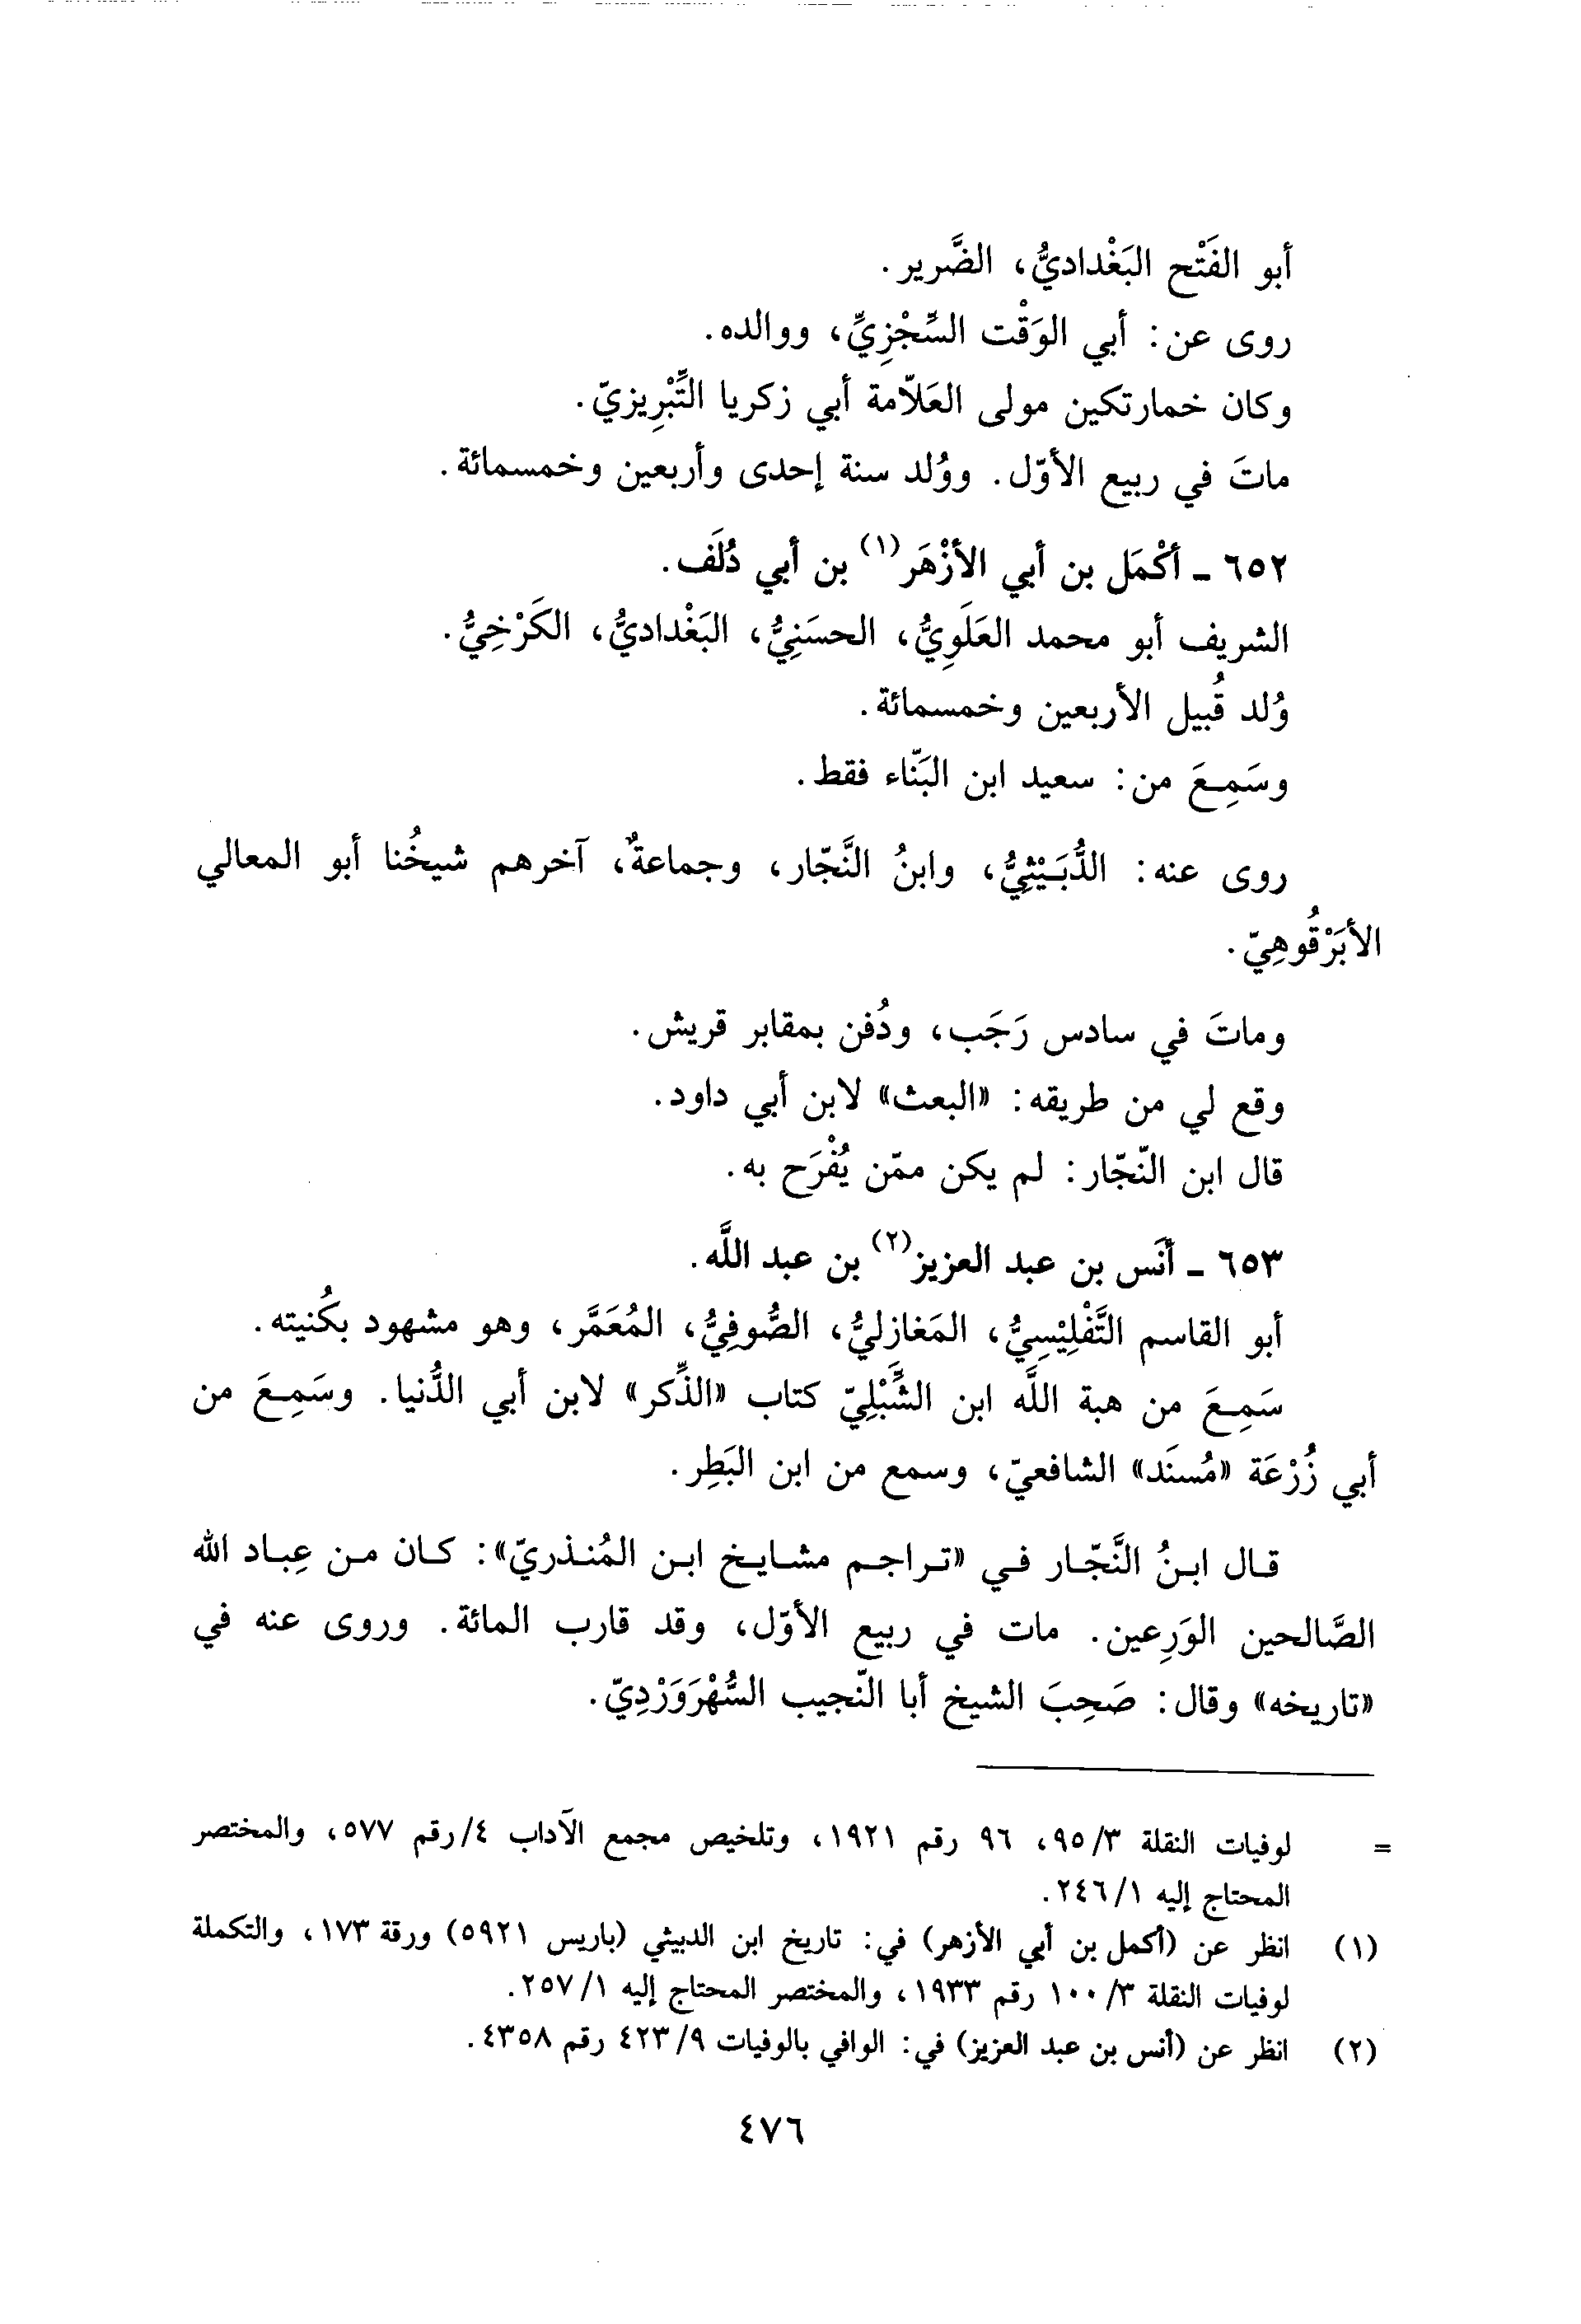 أبو الفَتْح البَغْداديُّ، الضَّرير.
روى عن: أبي الوَقْت السِّجْزِيِّ، ووالده.
وكان خمارتكين مولى العَلاّمة أبي زكريا التِّبْرِيزيّ.
ماتَ في ربيع الأوّل. ووُلد سنة إحدى وأربعين وخمسمائة.
٦٥٢ ـ أكْمَل بن أبي الأزْهَر(١) بن أبي دُلَف.
الشريف أبو محمد العَلَوِيُّ، الحسَنِيُّ، البَغْداديُّ، الكَرْخِيُّ.
وُلد قُبيل الأربعين وخمسمائة.
وسَمِعَ من: سعيد ابن البَنّاء فقط.
روى عنه: الدُّبَيْثِيُّ، وابنُ النَّجّار، وجماعةٌ، آخرهم شيخُنا أبو المعالي
الأبَرْقُوهِيّ.
وماتَ في سادس رَجَب، ودُفن بمقابر قريش.
وقع لي من طريقه: «البعث» لابن أبي داود.
قال ابن النّجّار: لم يكن ممّن يُفْرَح به.
٦٥٣ ـ أنَس بن عبد العزيز(٢) بن عبد اللَّه.
أبو القاسم التَّفْلِيْسِيُّ، المَغازليُّ، الصُّوفِيُّ، المُعَمَّر، وهو مشهود بكُنيته.
سَمِعَ من هبة اللَّه ابن الشِّبْلِيّ كتاب «الذِّكر» لابن أبي الدُّنيا. وسَمِعَ من
أبي زُرْعَة «مُسنَد» الشافعيّ، وسمع من ابن البَطِر.
قال ابنُ النَّجّار في «تراجم مشايخ ابن المُنذريّ»: كان من عِباد الله
الصَّالحين الوَرِعين. مات في ربيع الأوّل، وقد قارب المائة. وروى عنه في
«تاريخه» وقال: صَحِبَ الشيخ أبا النّجيب السُّهْرَوَرْدِيّ.
= لوفيات النقلة ٣/ ٩٥، ٩٦ رقم ١٩٢١، وتلخيص مجمع الآداب ٤/ رقم ٥٧٧، والمختصر
المحتاج إليه ١/ ٢٤٦.
(١) انظر عن (أكمل بن أبي الأزهر) في: تاريخ ابن الدبيثي (باريس ٥٩٢١) ورقة ١٧٣، والتكملة
لوفيات النقلة ٣/ ١٠٠ رقم ١٩٣٣، والمختصر المحتاج إليه ١/ ٢٥٧.
(٢) انظر عن (أنس بن عبد العزيز) في: الوافي بالوفيات ٩/ ٤٢٣ رقم ٤٣٥٨.
٤٧٦